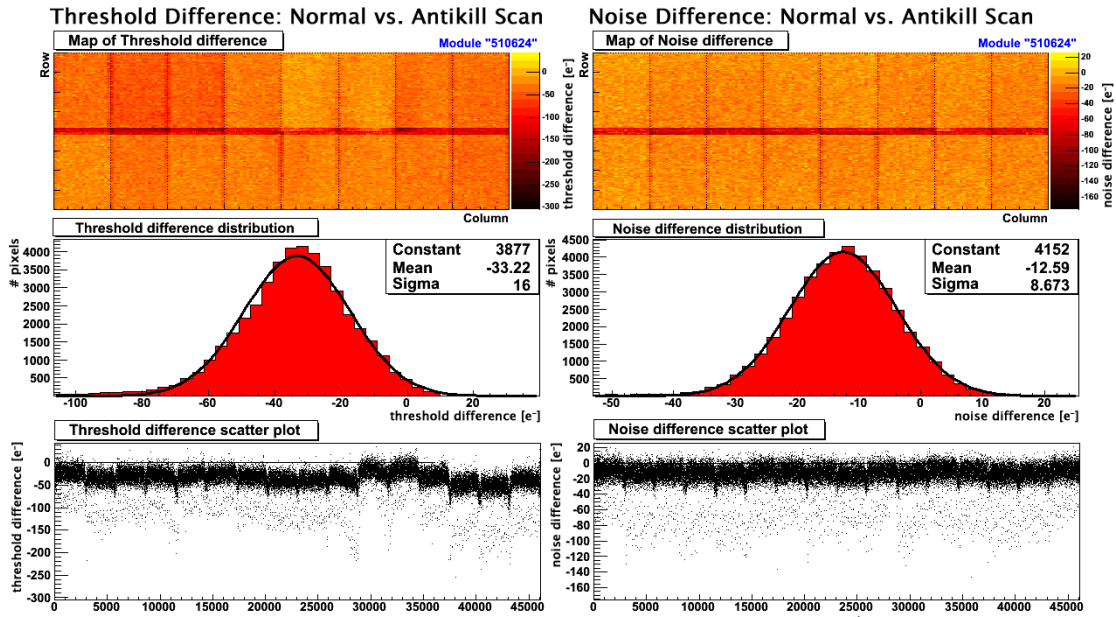 Threshold Difference: Normal vs. Antikill Scan
Map of Threshold difference
Module "510624"
Row
0
-50
-100
-150
-200
-250
-300
threshold difference [e⁻]
Column
Threshold difference distribution
# pixels
4000
3500
3000
2500
2000
1500
1000
500
Constant 3877
Mean -33.22
Sigma 16
-100 -80 -60 -40 -20 0 20
threshold difference [e⁻]
Threshold difference scatter plot
threshold difference [e⁻]
0
-50
-100
-150
-200
-250
-300
0 5000 10000 15000 20000 25000 30000 35000 40000 45000
Noise Difference: Normal vs. Antikill Scan
Map of Noise difference
Module "510624"
Row
20
0
-20
-40
-60
-80
-100
-120
-140
-160
noise difference [e⁻]
Column
Noise difference distribution
# pixels
4500
4000
3500
3000
2500
2000
1500
1000
500
Constant 4152
Mean -12.59
Sigma 8.673
-50 -40 -30 -20 -10 0 10 20
noise difference [e⁻]
Noise difference scatter plot
noise difference [e⁻]
20
0
-20
-40
-60
-80
-100
-120
-140
-160
0 5000 10000 15000 20000 25000 30000 35000 40000 45000